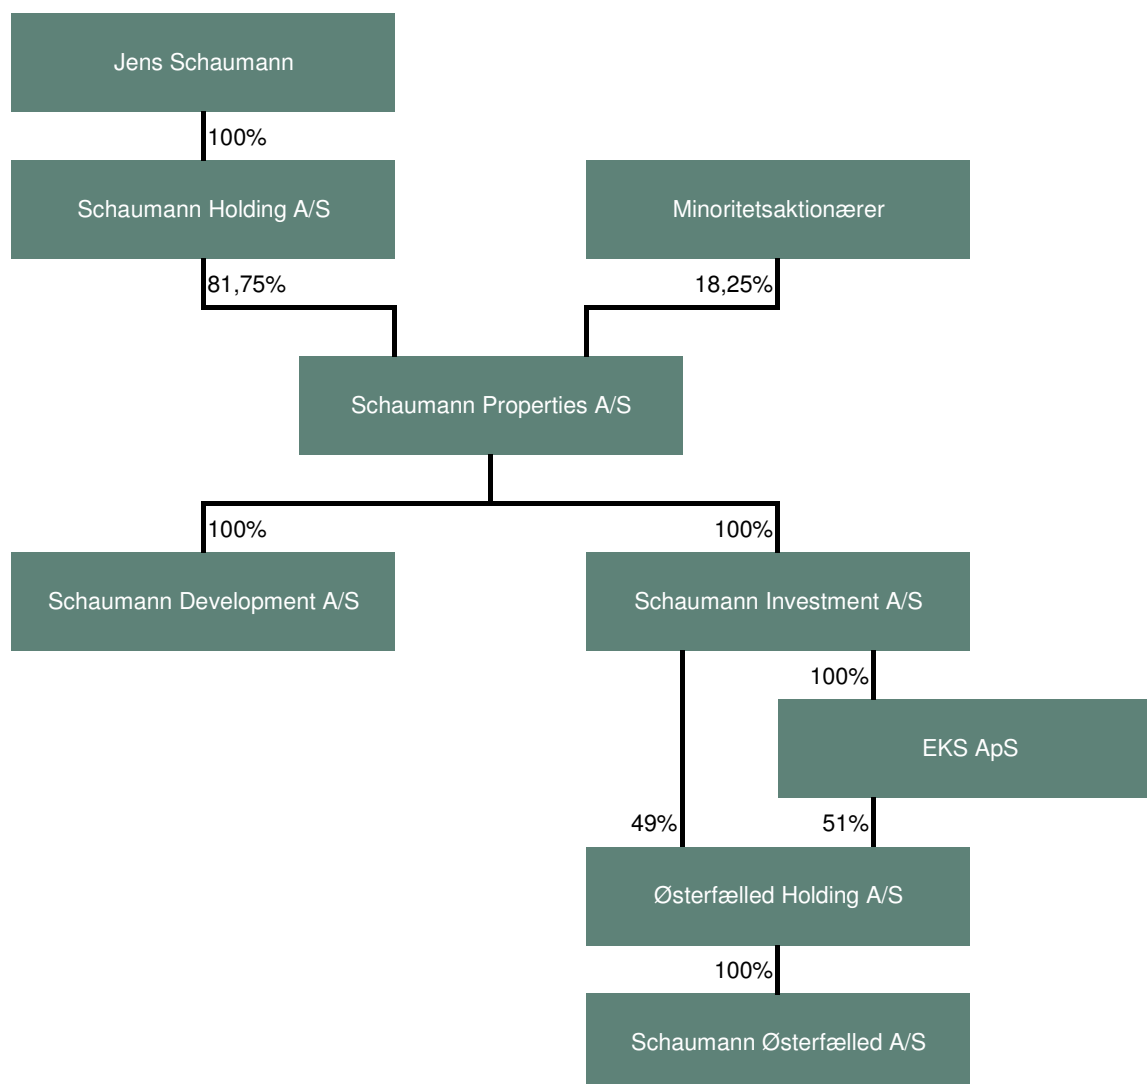 Jens Schaumann
100%
Schaumann Holding A/S
Minoritetsaktionærer
81,75%
18,25%
Schaumann Properties A/S
100%
100%
Schaumann Development A/S
Schaumann Investment A/S
100%
EKS ApS
49%
51%
Østerfælled Holding A/S
100%
Schaumann Østerfælled A/S